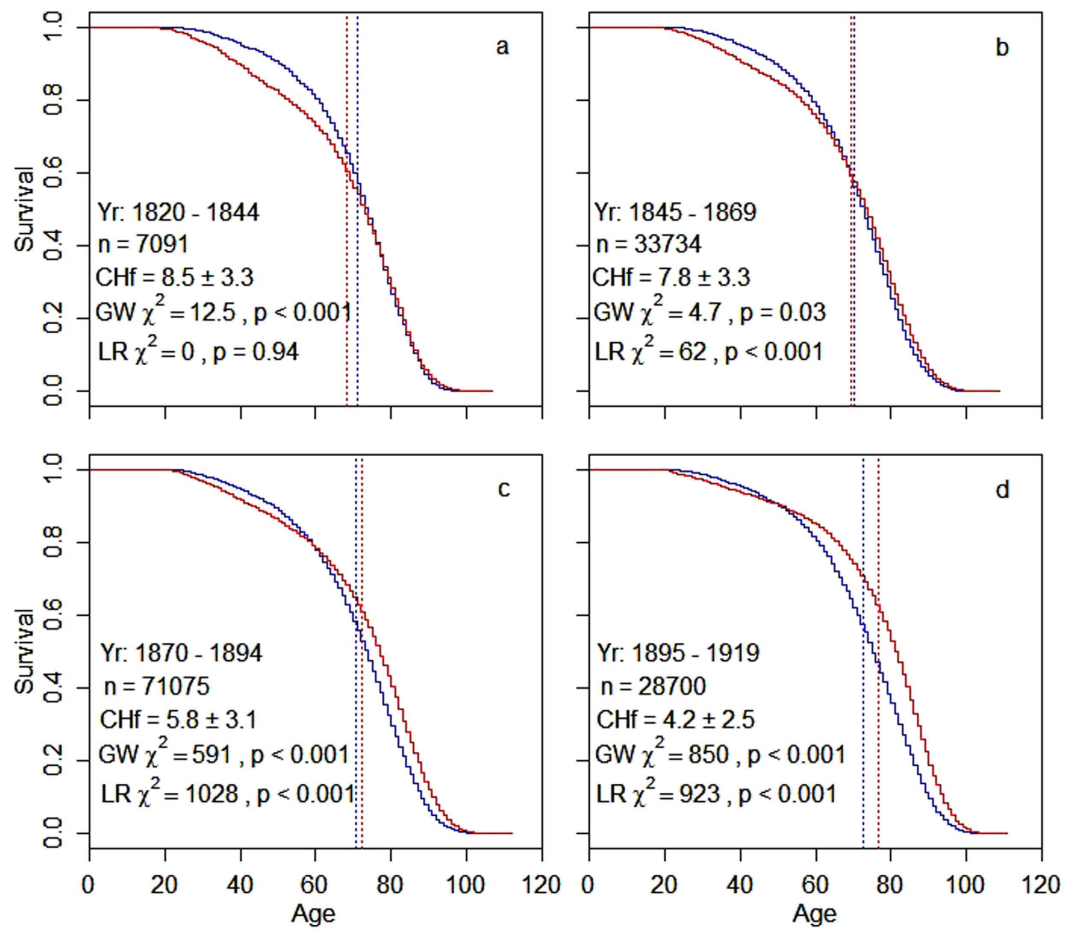 a
1.0
0.8
0.6
0.4
0.2
0.0
Survival
Yr: 1820 - 1844
n = 7091
CHf = 8.5 ± 3.3
GW χ² = 12.5 , p < 0.001
LR χ² = 0 , p = 0.94
b
Yr: 1845 - 1869
n = 33734
CHf = 7.8 ± 3.3
GW χ² = 4.7 , p = 0.03
LR χ² = 62 , p < 0.001
c
1.0
0.8
0.6
0.4
0.2
0.0
Survival
Yr: 1870 - 1894
n = 71075
CHf = 5.8 ± 3.1
GW χ² = 591 , p < 0.001
LR χ² = 1028 , p < 0.001
0 20 40 60 80 100 120
Age
d
Yr: 1895 - 1919
n = 28700
CHf = 4.2 ± 2.5
GW χ² = 850 , p < 0.001
LR χ² = 923 , p < 0.001
0 20 40 60 80 100 120
Age